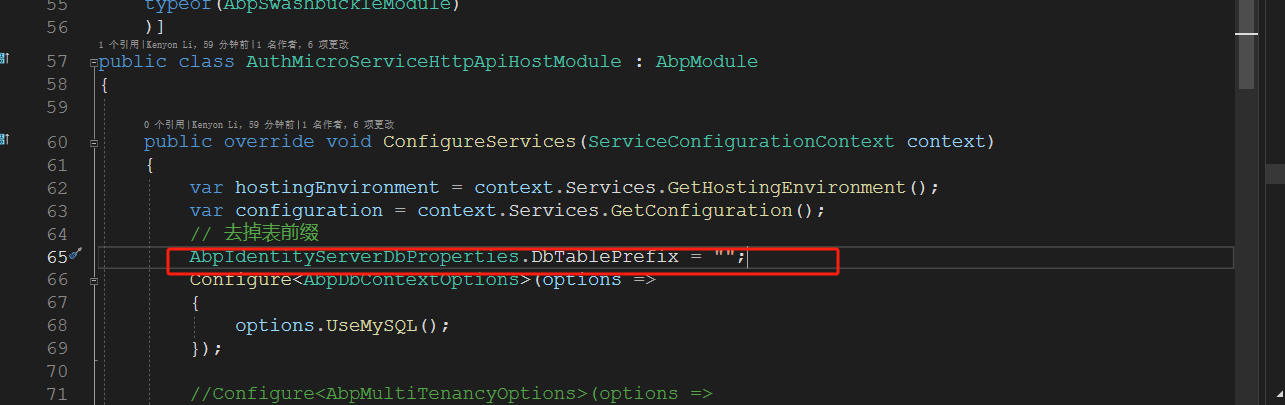 55 typeof(AbpSwashbuckleModule)
56 )]
1 个引用|Kenyon Li，59 分钟前|1 名作者，6 项更改
57 public class AuthMicroServiceHttpApiHostModule : AbpModule
58 {
59
0 个引用|Kenyon Li，59 分钟前|1 名作者，6 项更改
60 public override void ConfigureServices(ServiceConfigurationContext context)
61 {
62 var hostingEnvironment = context.Services.GetHostingEnvironment();
63 var configuration = context.Services.GetConfiguration();
64 // 去掉表前缀
65 AbpIdentityServerDbProperties.DbTablePrefix = "";
66 Configure<AbpDbContextOptions>(options =>
67 {
68 options.UseMySQL();
69 });
70
71 //Configure<AbpMultiTenancyOptions>(options =>